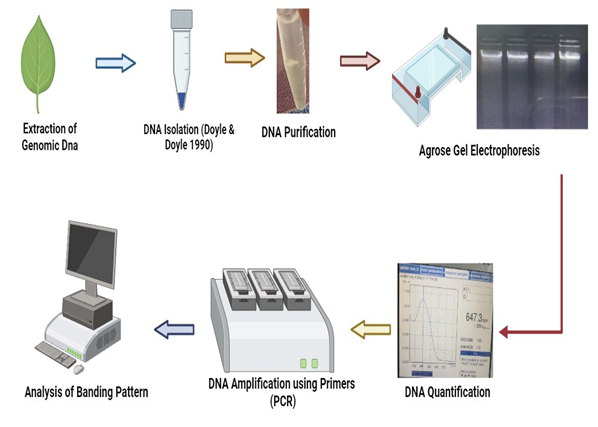 Extraction of
Genomic Dna
DNA Isolation (Doyle &
Doyle 1990)
DNA Purification
Agrose Gel Electrophoresis
647.3
DNA Quantification
DNA Amplification using Primers
(PCR)
Analysis of Banding Pattern